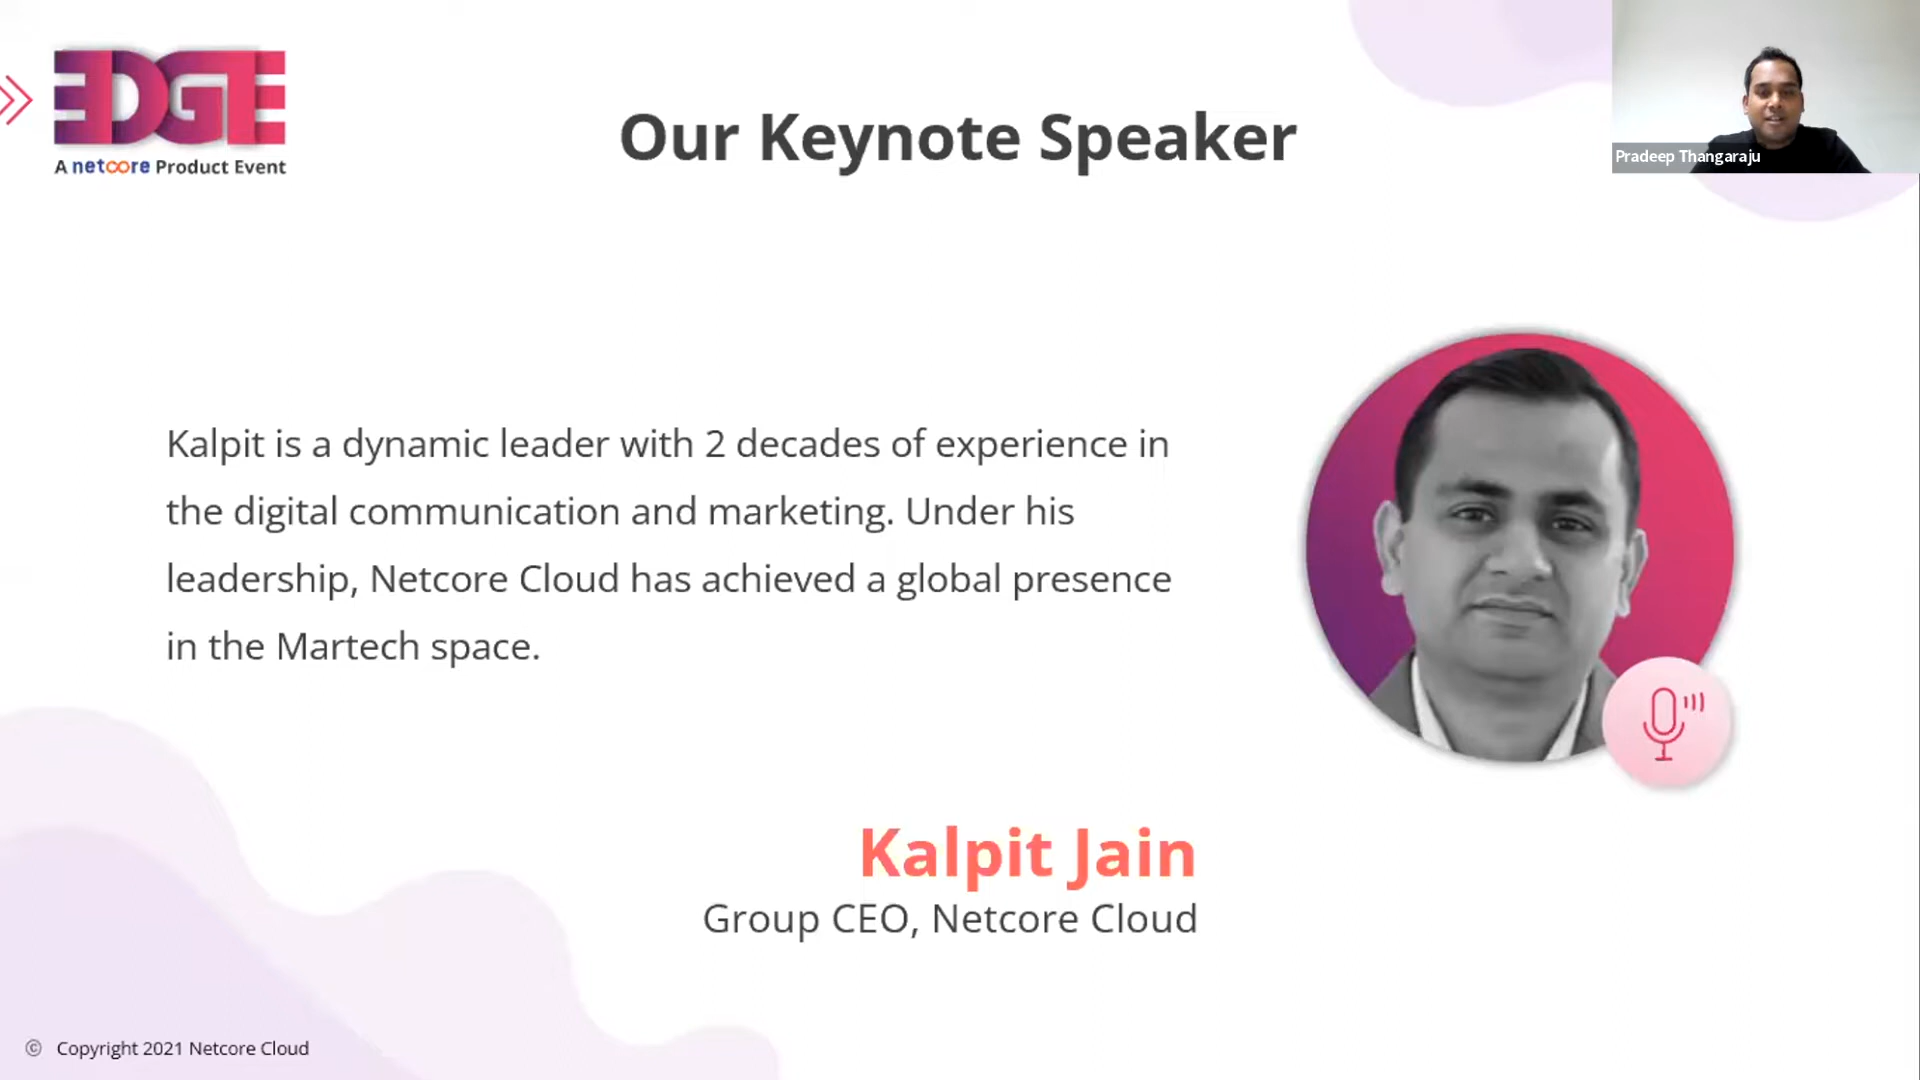 EDGE
A netcore Product Event
Our Keynote Speaker
Pradeep Thangaraju
Kalpit is a dynamic leader with 2 decades of experience in
the digital communication and marketing. Under his
leadership, Netcore Cloud has achieved a global presence
in the Martech space.
Kalpit Jain
Group CEO, Netcore Cloud
© Copyright 2021 Netcore Cloud